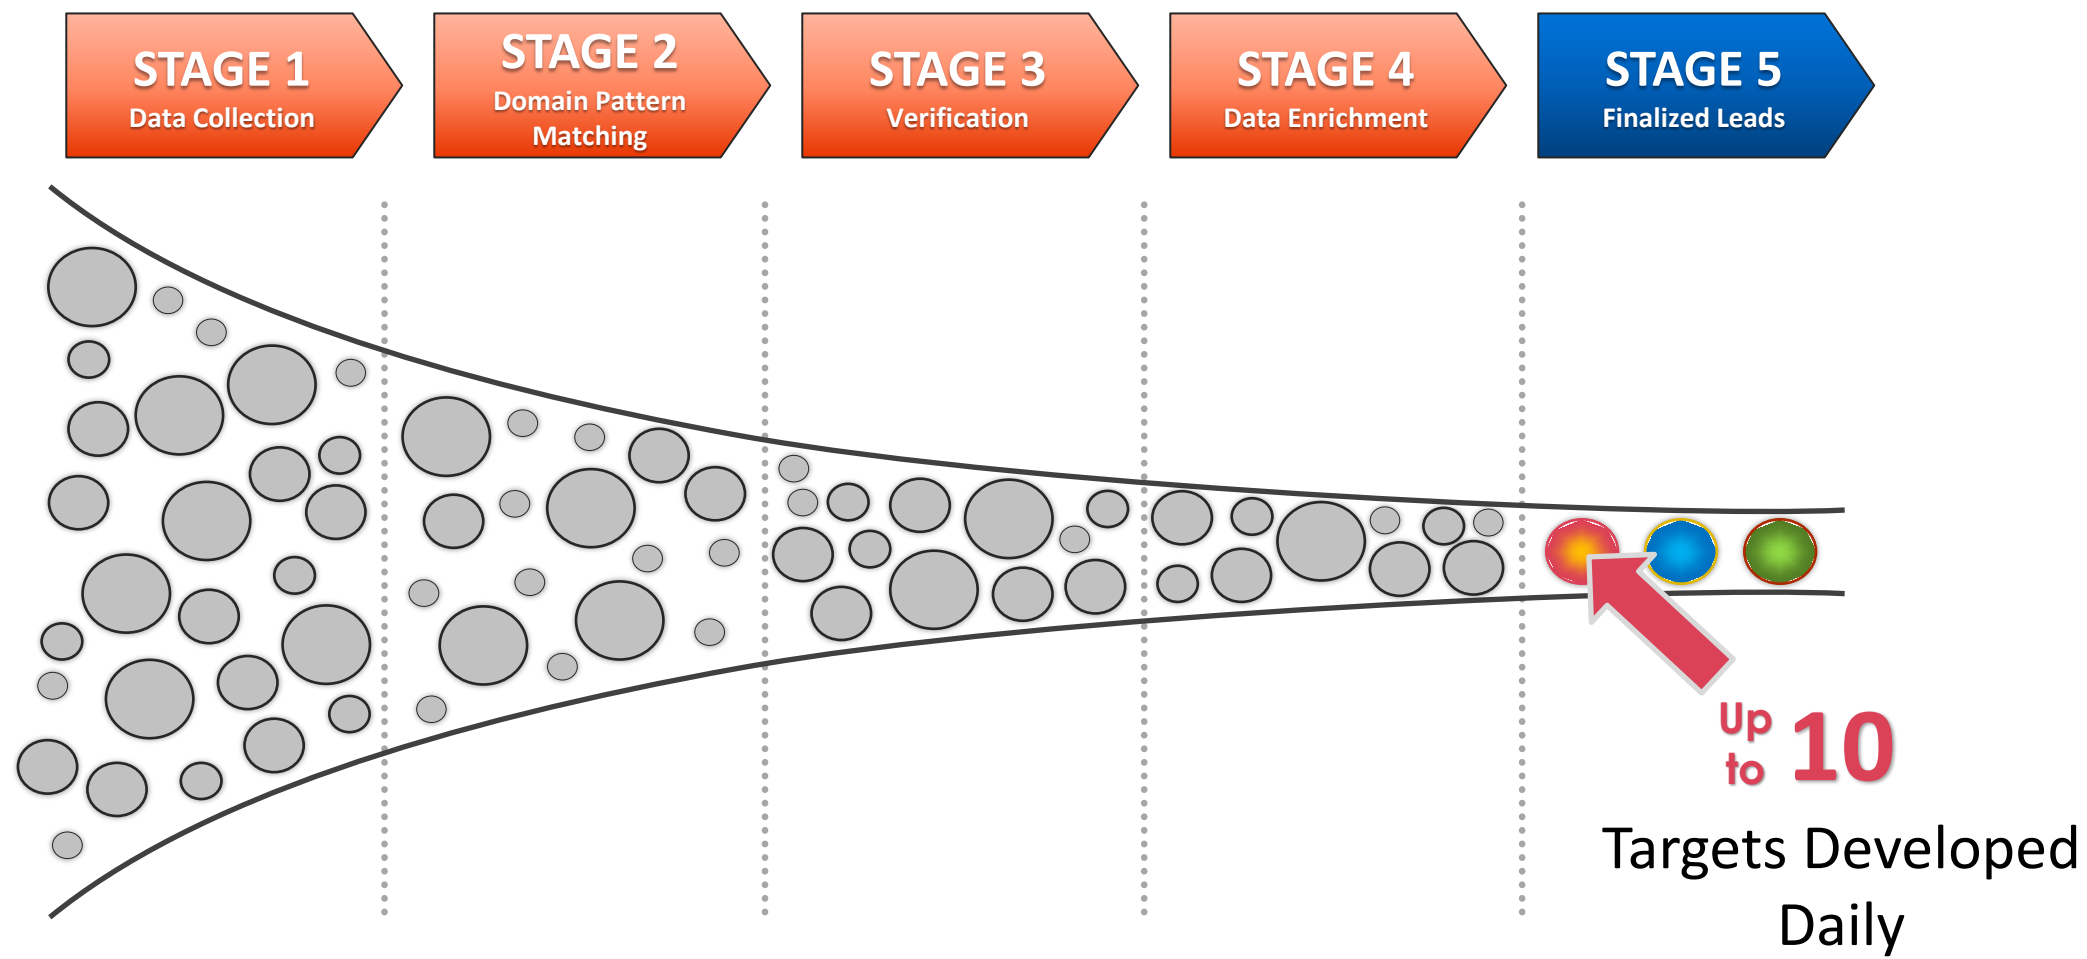 STAGE 1
Data Collection
STAGE 2
Domain Pattern
Matching
STAGE 3
Verification
STAGE 4
Data Enrichment
STAGE 5
Finalized Leads
Up
to 10
Targets Developed
Daily